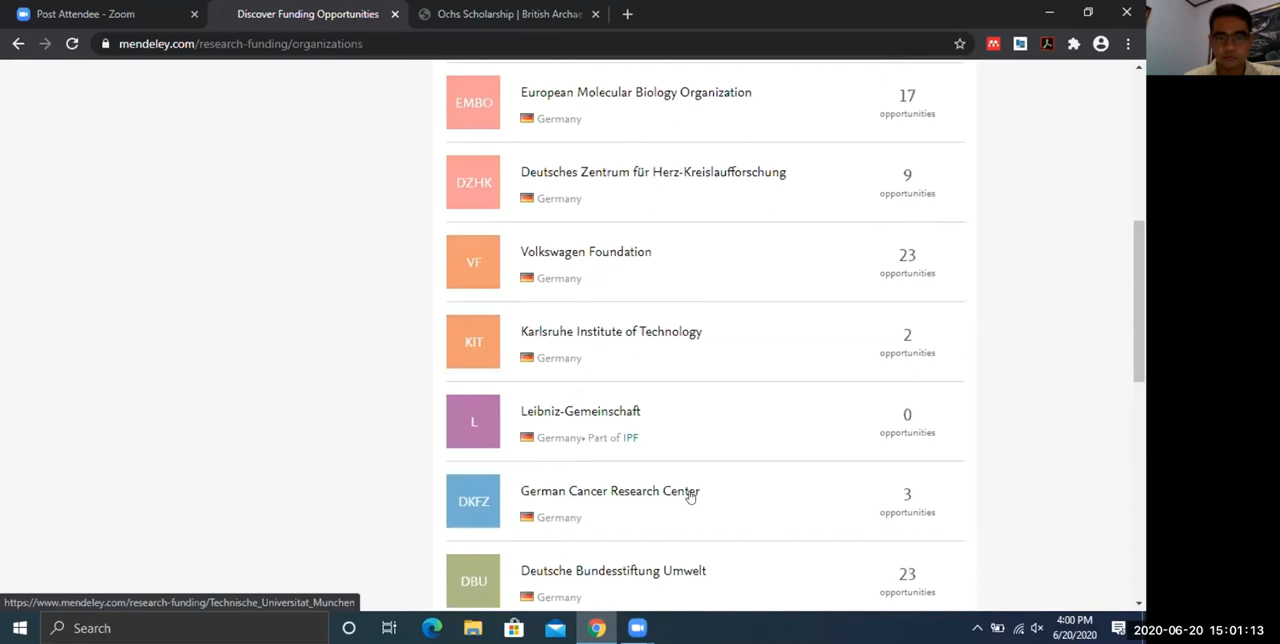 Post Attendee - Zoom
Discover Funding Opportunities
Ochs Scholarship | British Archae
mendeley.com/research-funding/organizations
EMBO
European Molecular Biology Organization
Germany
17
opportunities
DZHK
Deutsches Zentrum für Herz-Kreislaufforschung
Germany
9
opportunities
VF
Volkswagen Foundation
Germany
23
opportunities
KIT
Karlsruhe Institute of Technology
Germany
2
opportunities
L
Leibniz-Gemeinschaft
Germany• Part of IPF
0
opportunities
DKFZ
German Cancer Research Center
Germany
3
opportunities
DBU
Deutsche Bundesstiftung Umwelt
Germany
23
opportunities
https://www.mendeley.com/research-funding/Technische_Universitat_Munchen
Search
4:00 PM
6/20/2020
2020-06-20 15:01:13